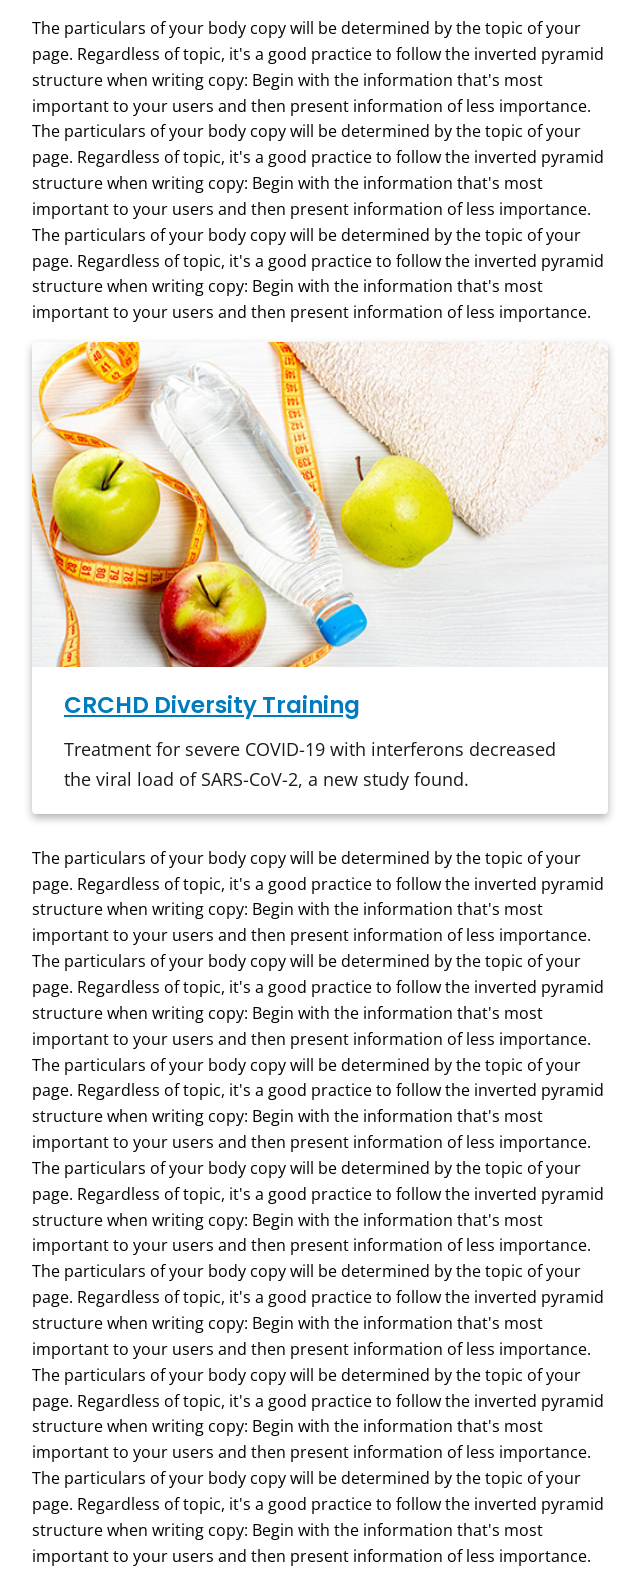 The particulars of your body copy will be determined by the topic of your
page. Regardless of topic, it's a good practice to follow the inverted pyramid
structure when writing copy: Begin with the information that's most
important to your users and then present information of less importance.
The particulars of your body copy will be determined by the topic of your
page. Regardless of topic, it's a good practice to follow the inverted pyramid
structure when writing copy: Begin with the information that's most
important to your users and then present information of less importance.
The particulars of your body copy will be determined by the topic of your
page. Regardless of topic, it's a good practice to follow the inverted pyramid
structure when writing copy: Begin with the information that's most
important to your users and then present information of less importance.
40
41
42
145
144
143
142
141
140
139
82
81
80
79
78
77
76
CRCHD Diversity Training
Treatment for severe COVID-19 with interferons decreased
the viral load of SARS-CoV-2, a new study found.
The particulars of your body copy will be determined by the topic of your
page. Regardless of topic, it's a good practice to follow the inverted pyramid
structure when writing copy: Begin with the information that's most
important to your users and then present information of less importance.
The particulars of your body copy will be determined by the topic of your
page. Regardless of topic, it's a good practice to follow the inverted pyramid
structure when writing copy: Begin with the information that's most
important to your users and then present information of less importance.
The particulars of your body copy will be determined by the topic of your
page. Regardless of topic, it's a good practice to follow the inverted pyramid
structure when writing copy: Begin with the information that's most
important to your users and then present information of less importance.
The particulars of your body copy will be determined by the topic of your
page. Regardless of topic, it's a good practice to follow the inverted pyramid
structure when writing copy: Begin with the information that's most
important to your users and then present information of less importance.
The particulars of your body copy will be determined by the topic of your
page. Regardless of topic, it's a good practice to follow the inverted pyramid
structure when writing copy: Begin with the information that's most
important to your users and then present information of less importance.
The particulars of your body copy will be determined by the topic of your
page. Regardless of topic, it's a good practice to follow the inverted pyramid
structure when writing copy: Begin with the information that's most
important to your users and then present information of less importance.
The particulars of your body copy will be determined by the topic of your
page. Regardless of topic, it's a good practice to follow the inverted pyramid
structure when writing copy: Begin with the information that's most
important to your users and then present information of less importance.